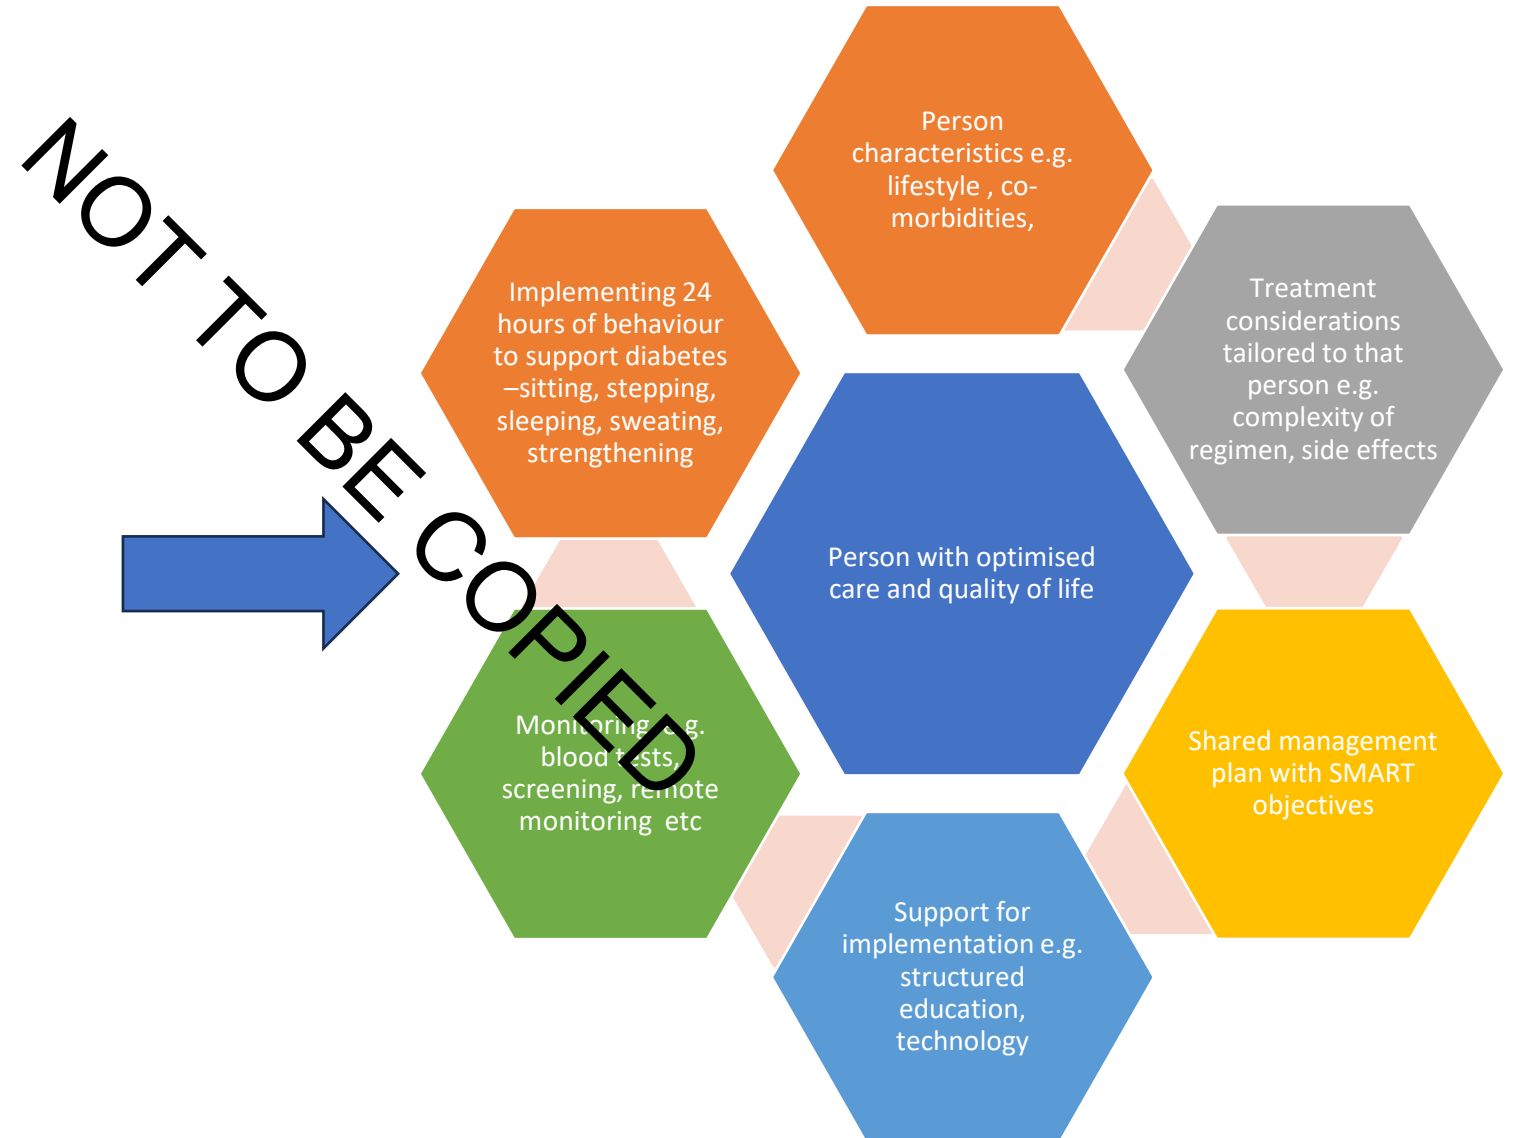 NOT TO BE COPIED
Person
characteristics e.g.
lifestyle , co-
morbidities,
Treatment
considerations
tailored to that
person e.g.
complexity of
regimen, side effects
Shared management
plan with SMART
objectives
Support for
implementation e.g.
structured
education,
technology
Monitoring e.g.
blood tests,
screening, remote
monitoring  etc
Implementing 24
hours of behaviour
to support diabetes
–sitting, stepping,
sleeping, sweating,
strengthening
Person with optimised
care and quality of life